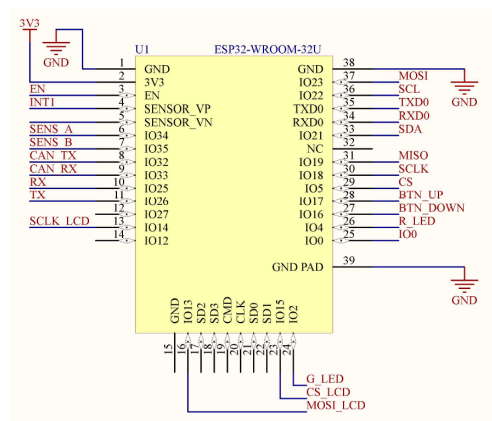 3V3
U1 ESP32-WROOM-32U
GND
1 GND GND 38
GND
2 3V3 IO23 37 MOSI
EN 3 EN IO22 36 SCL
INT1 4 SENSOR_VP TXD0 35 TXD0
5 SENSOR_VN RXD0 34 RXD0
SENS_A 6 IO34 IO21 33 SDA
SENS_B 7 IO35 NC 32
CAN_TX 8 IO32 IO19 31 MISO
CAN_RX 9 IO33 IO18 30 SCLK
RX 10 IO25 IO5 29 CS
TX 11 IO26 IO17 28 BTN_UP
12 IO27 IO16 27 BTN_DOWN
SCLK_LCD 13 IO14 IO4 26 R_LED
14 IO12 IO0 25 IO0
GND PAD 39
GND
GND IO13 SD2 SD3 CMD CLK SD0 SD1 IO15 IO2
15 16 17 18 19 20 21 22 23 24
G_LED
CS_LCD
MOSI_LCD